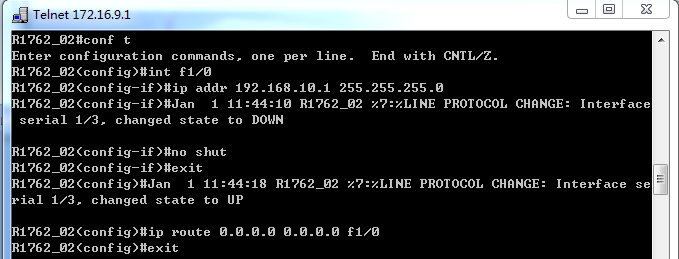 Telnet 172.16.9.1
R1762_02#conf t
Enter configuration commands, one per line.  End with CNTL/Z.
R1762_02(config)#int f1/0
R1762_02(config-if)#ip addr 192.168.10.1 255.255.255.0
R1762_02(config-if)#Jan  1 11:44:10 R1762_02 %7:%LINE PROTOCOL CHANGE: Interface
 serial 1/3, changed state to DOWN
R1762_02(config-if)#no shut
R1762_02(config-if)#exit
R1762_02(config)#Jan  1 11:44:18 R1762_02 %7:%LINE PROTOCOL CHANGE: Interface se
rial 1/3, changed state to UP
R1762_02(config)#ip route 0.0.0.0 0.0.0.0 f1/0
R1762_02(config)#exit